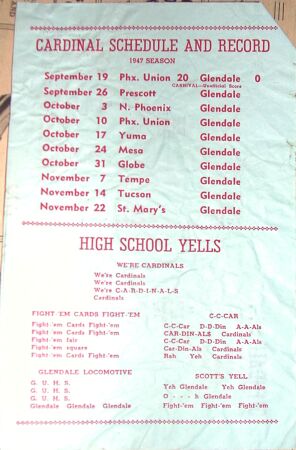 CARDINAL SCHEDULE AND RECORD
1947 SEASON
September 19 Phx. Union 20 Glendale 0
CARNIVAL—Unofficial Score
September 26 Prescott Glendale
October 3 N. Phoenix Glendale
October 10 Phx. Union Glendale
October 17 Yuma Glendale
October 24 Mesa Glendale
October 31 Globe Glendale
November 7 Tempe Glendale
November 14 Tucson Glendale
November 22 St. Mary's Glendale
HIGH SCHOOL YELLS
WE'RE CARDINALS
We're Cardinals
We're Cardinals
We're C-A-R-D-I-N-A-L-S
Cardinals
FIGHT 'EM CARDS FIGHT-'EM
Fight-'em Fight-'em
Fight-'em Cards Fight-'em
Fight-'em fair
Fight-'em square
Fight-'em Cards Fight-'em
C-C-CAR
C-C-Car D-D-Din A-A-Als
CAR-DIN-ALS Cardinals
C-C-Car D-D-Din A-A-Als
Car-Din-Als Cardinals
Rah Yeh Cardinals
GLENDALE LOCOMOTIVE
G. U. H. S.
G. U. H. S.
G. U. H. S.
Glendale Glendale Glendale
SCOTT'S YELL
Yeh Glendale Yeh Glendale
O - - - h Glendale
Fight-'em Fight-'em Fight-'em